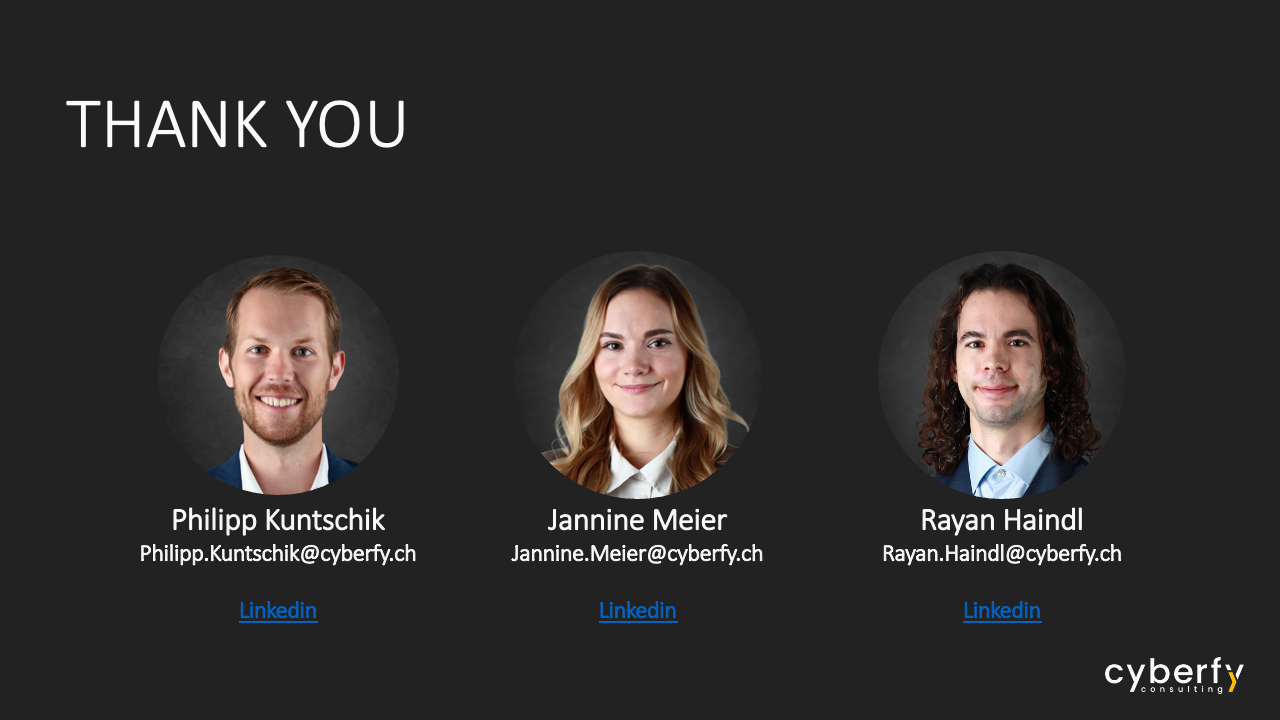 THANK YOU
Philipp Kuntschik
Philipp.Kuntschik@cyberfy.ch
Linkedin
Jannine Meier
Jannine.Meier@cyberfy.ch
Linkedin
Rayan Haindl
Rayan.Haindl@cyberfy.ch
Linkedin
cyberfy
consulting